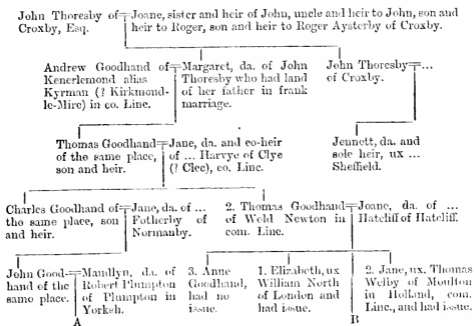 John Thoresby of Joane, sister and heir of John, uncle and heir to John, son and
Croxby, Esq. heir to Roger, son and heir to Roger Aysterby of Croxby.
Andrew Goodhand of Margaret, da. of John John Thoresby ...
Kenerlemond alias Thoresby who had land of Croxby.
Kyrman (? Kirkmond- of her father in frank
le-Mire) in co. Linc. marriage.
Thomas Goodhand Jane, da. and co-heir Jennett, da. and
of the same place, of ... Harvye of Clye sole heir, ux ...
son and heir. (? Clee), co. Linc. Sheffield.
Charles Goodhand of Jane, da. of ... 2. Thomas Goodhand Joane, da. of ...
the same place, son Fotherby of of Wold Newton in Hatcliff of Hatcliff.
and heir. Normanby. com. Linc.
John Good- Maudlyn, da. of 3. Anne 1. Elizabeth, ux 2. Jane, ux. Thomas
hand of the Robert Plumpton Goodhand, William North Welby of Moulton
same place. of Plumpton in had no of London and in Holland, com.
Yorksh. issue. had issue. Linc., and had issue.
A B